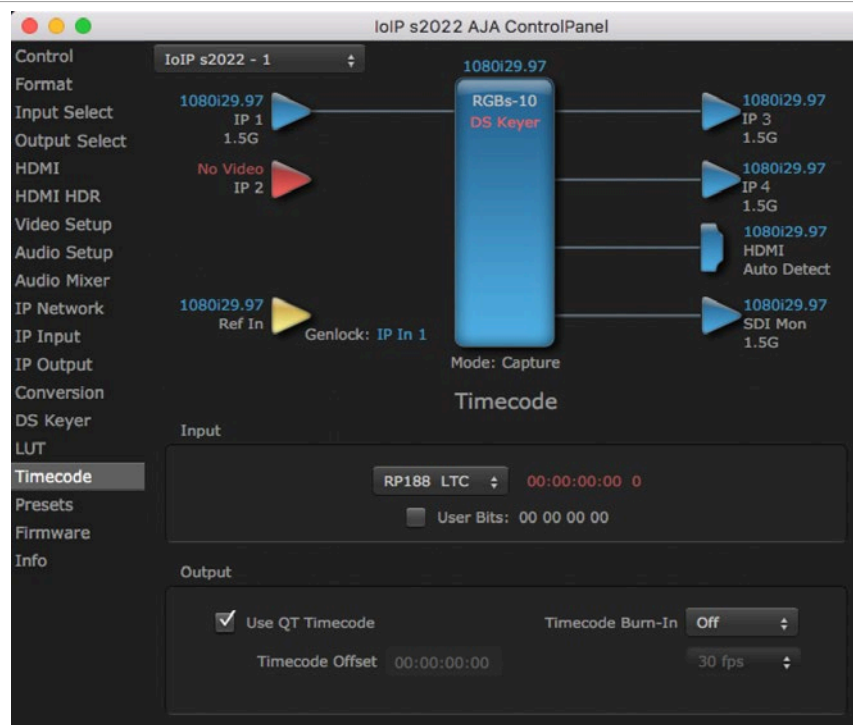 IoIP s2022 AJA ControlPanel
Control
Format
Input Select
Output Select
HDMI
HDMI HDR
Video Setup
Audio Setup
Audio Mixer
IP Network
IP Input
IP Output
Conversion
DS Keyer
LUT
Timecode
Presets
Firmware
Info
IoIP s2022 - 1
1080i29.97
IP 1
1.5G
No Video
IP 2
1080i29.97
Ref In
Genlock: IP In 1
1080i29.97
RGBs-10
DS Keyer
Mode: Capture
1080i29.97
IP 3
1.5G
1080i29.97
IP 4
1.5G
1080i29.97
HDMI
Auto Detect
1080i29.97
SDI Mon
1.5G
Timecode
Input
RP188 LTC 00:00:00:00 0
User Bits: 00 00 00 00
Output
Use QT Timecode Timecode Burn-In Off
Timecode Offset 00:00:00:00 30 fps